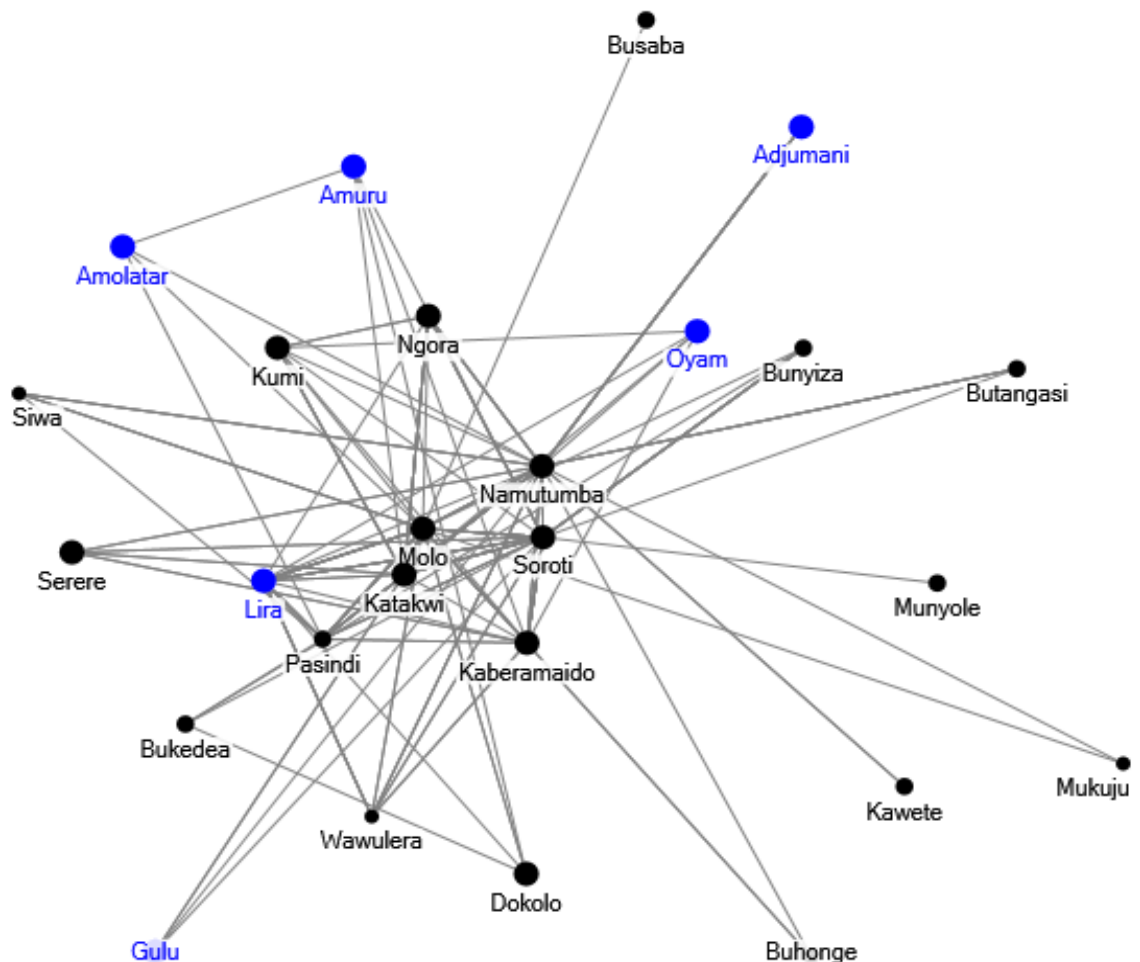 Busaba
Adjumani
Amuru
Amolatar
Ngora
Oyam
Bunyiza
Kumi
Butangasi
Siwa
Namutumba
Molo
Soroti
Serere
Katakwi
Munyole
Lira
Pasindi
Kaberamaido
Bukedea
Mukuju
Kawete
Wawulera
Dokolo
Gulu
Buhonge